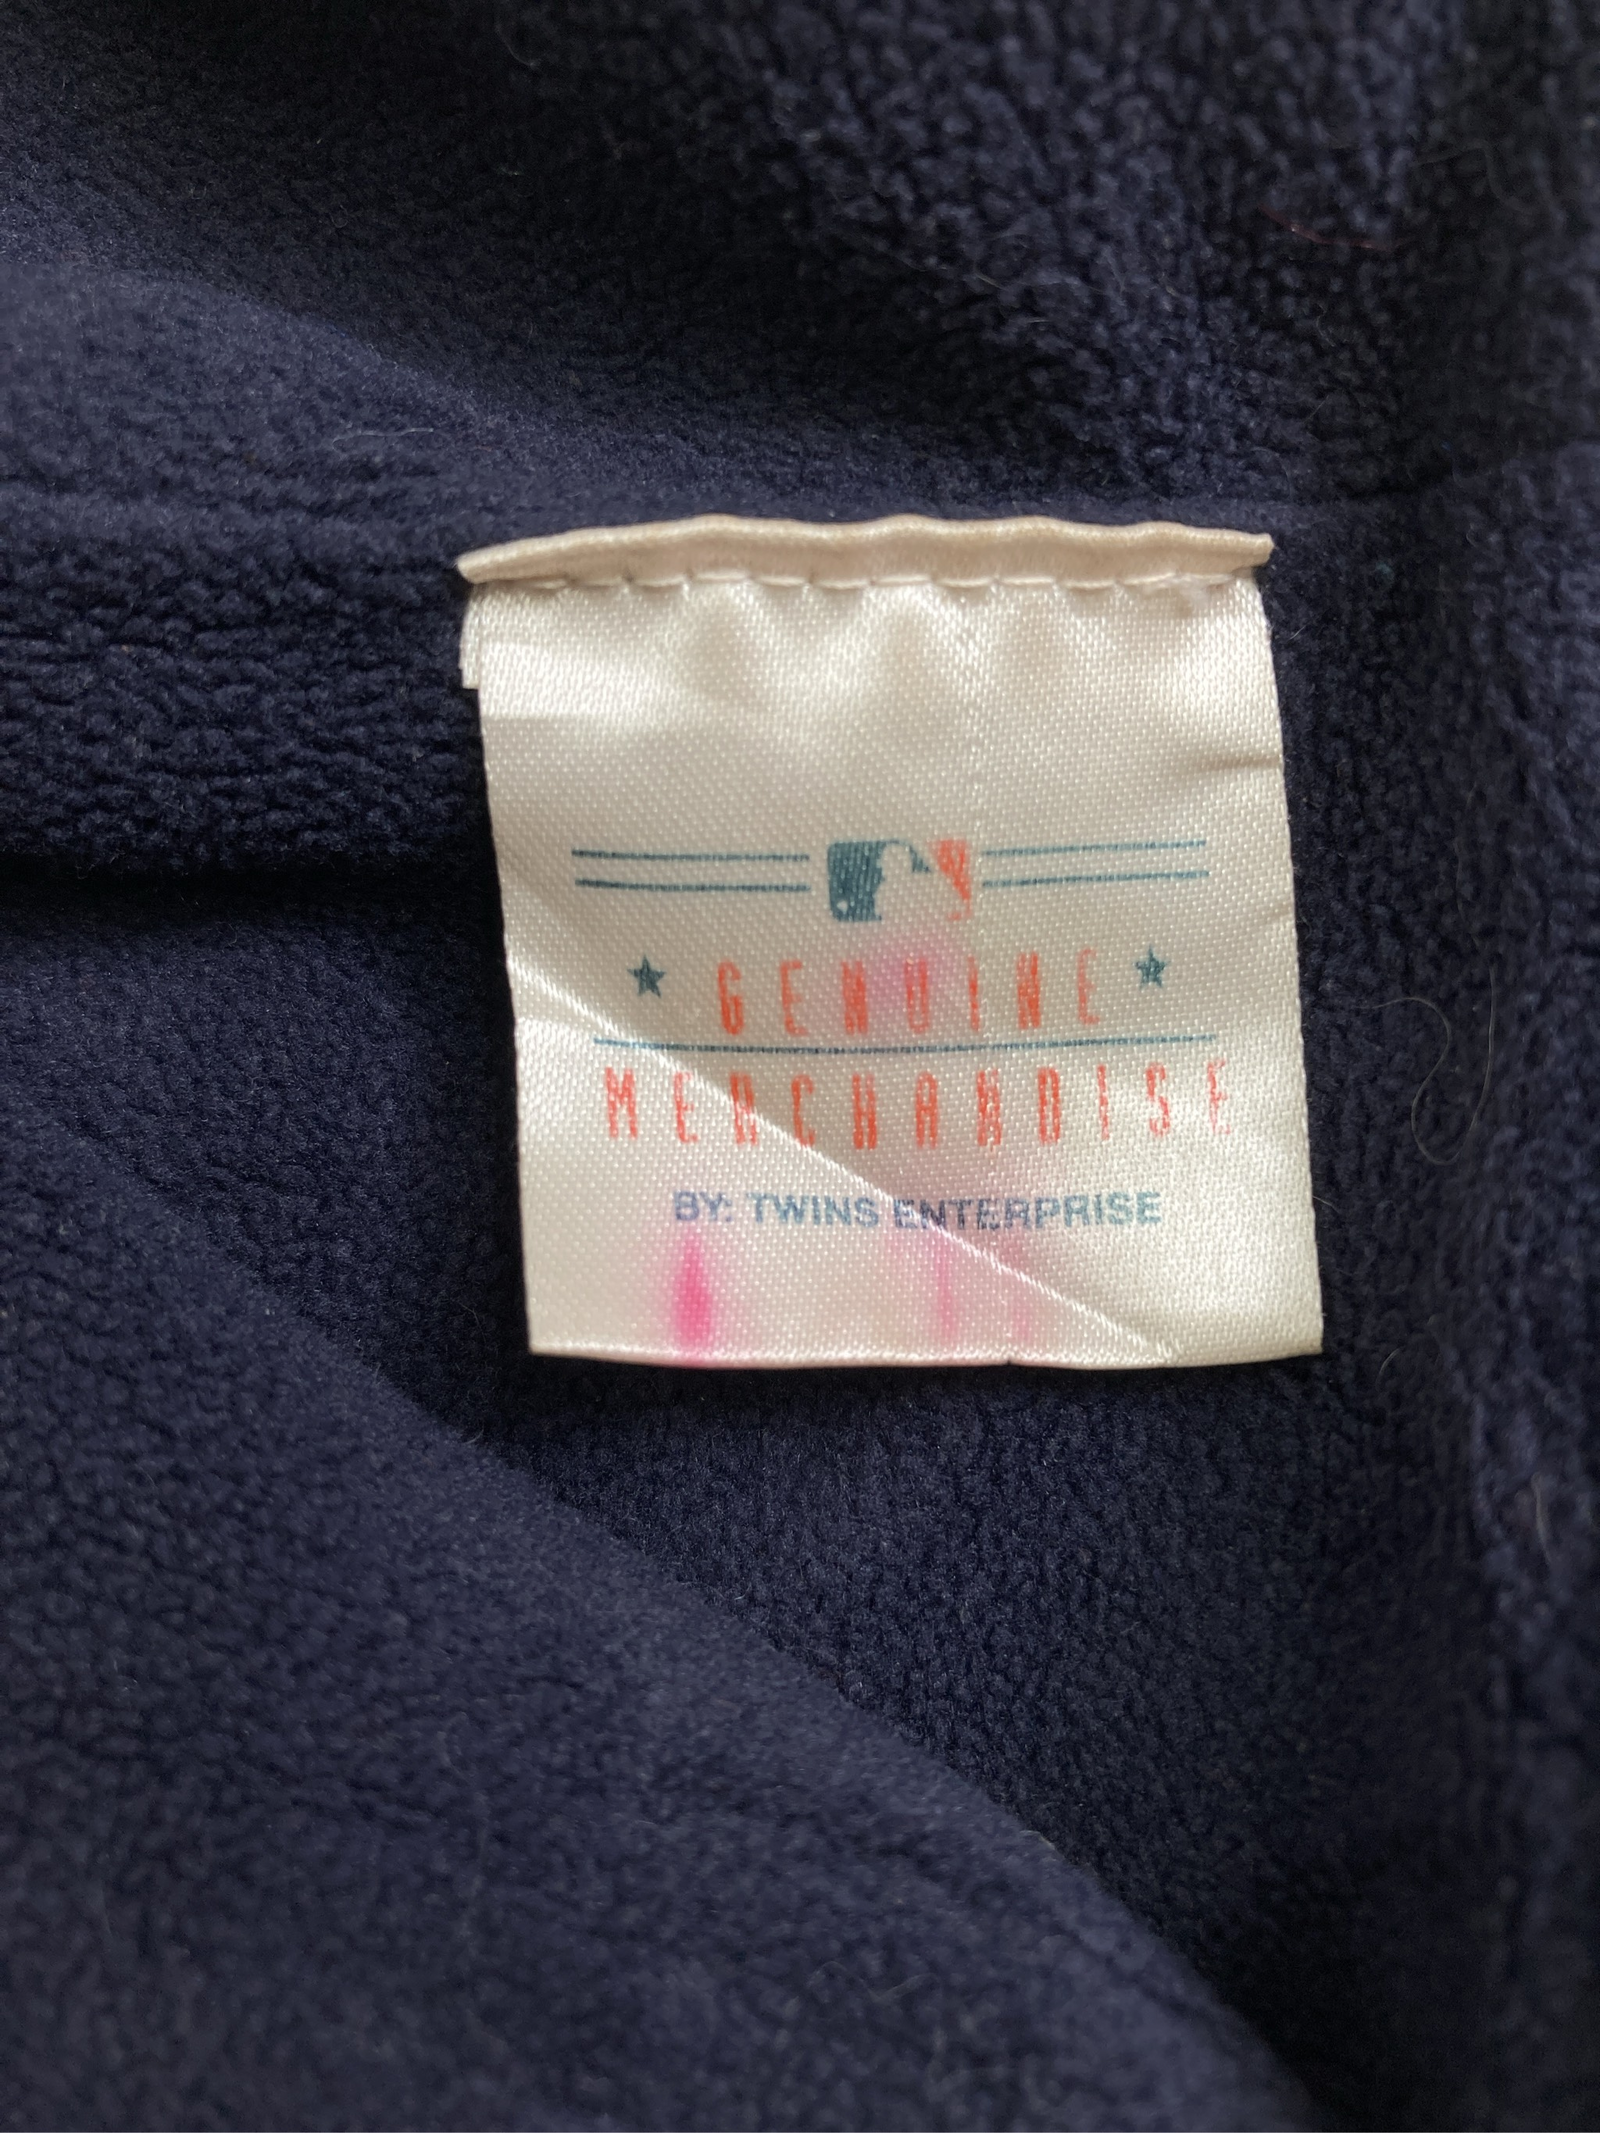 GENUINE
MERCHANDISE
BY: TWINS ENTERPRISE